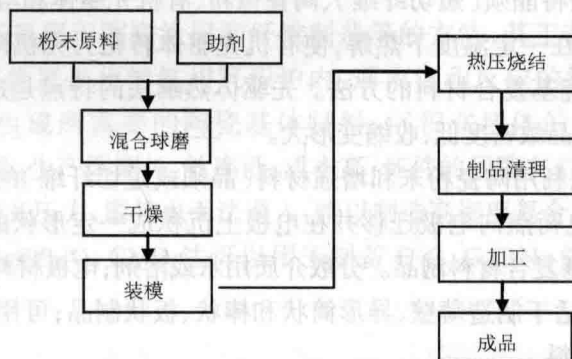 粉末原料
助剂
热压烧结
混合球磨
制品清理
干燥
加工
装模
成品